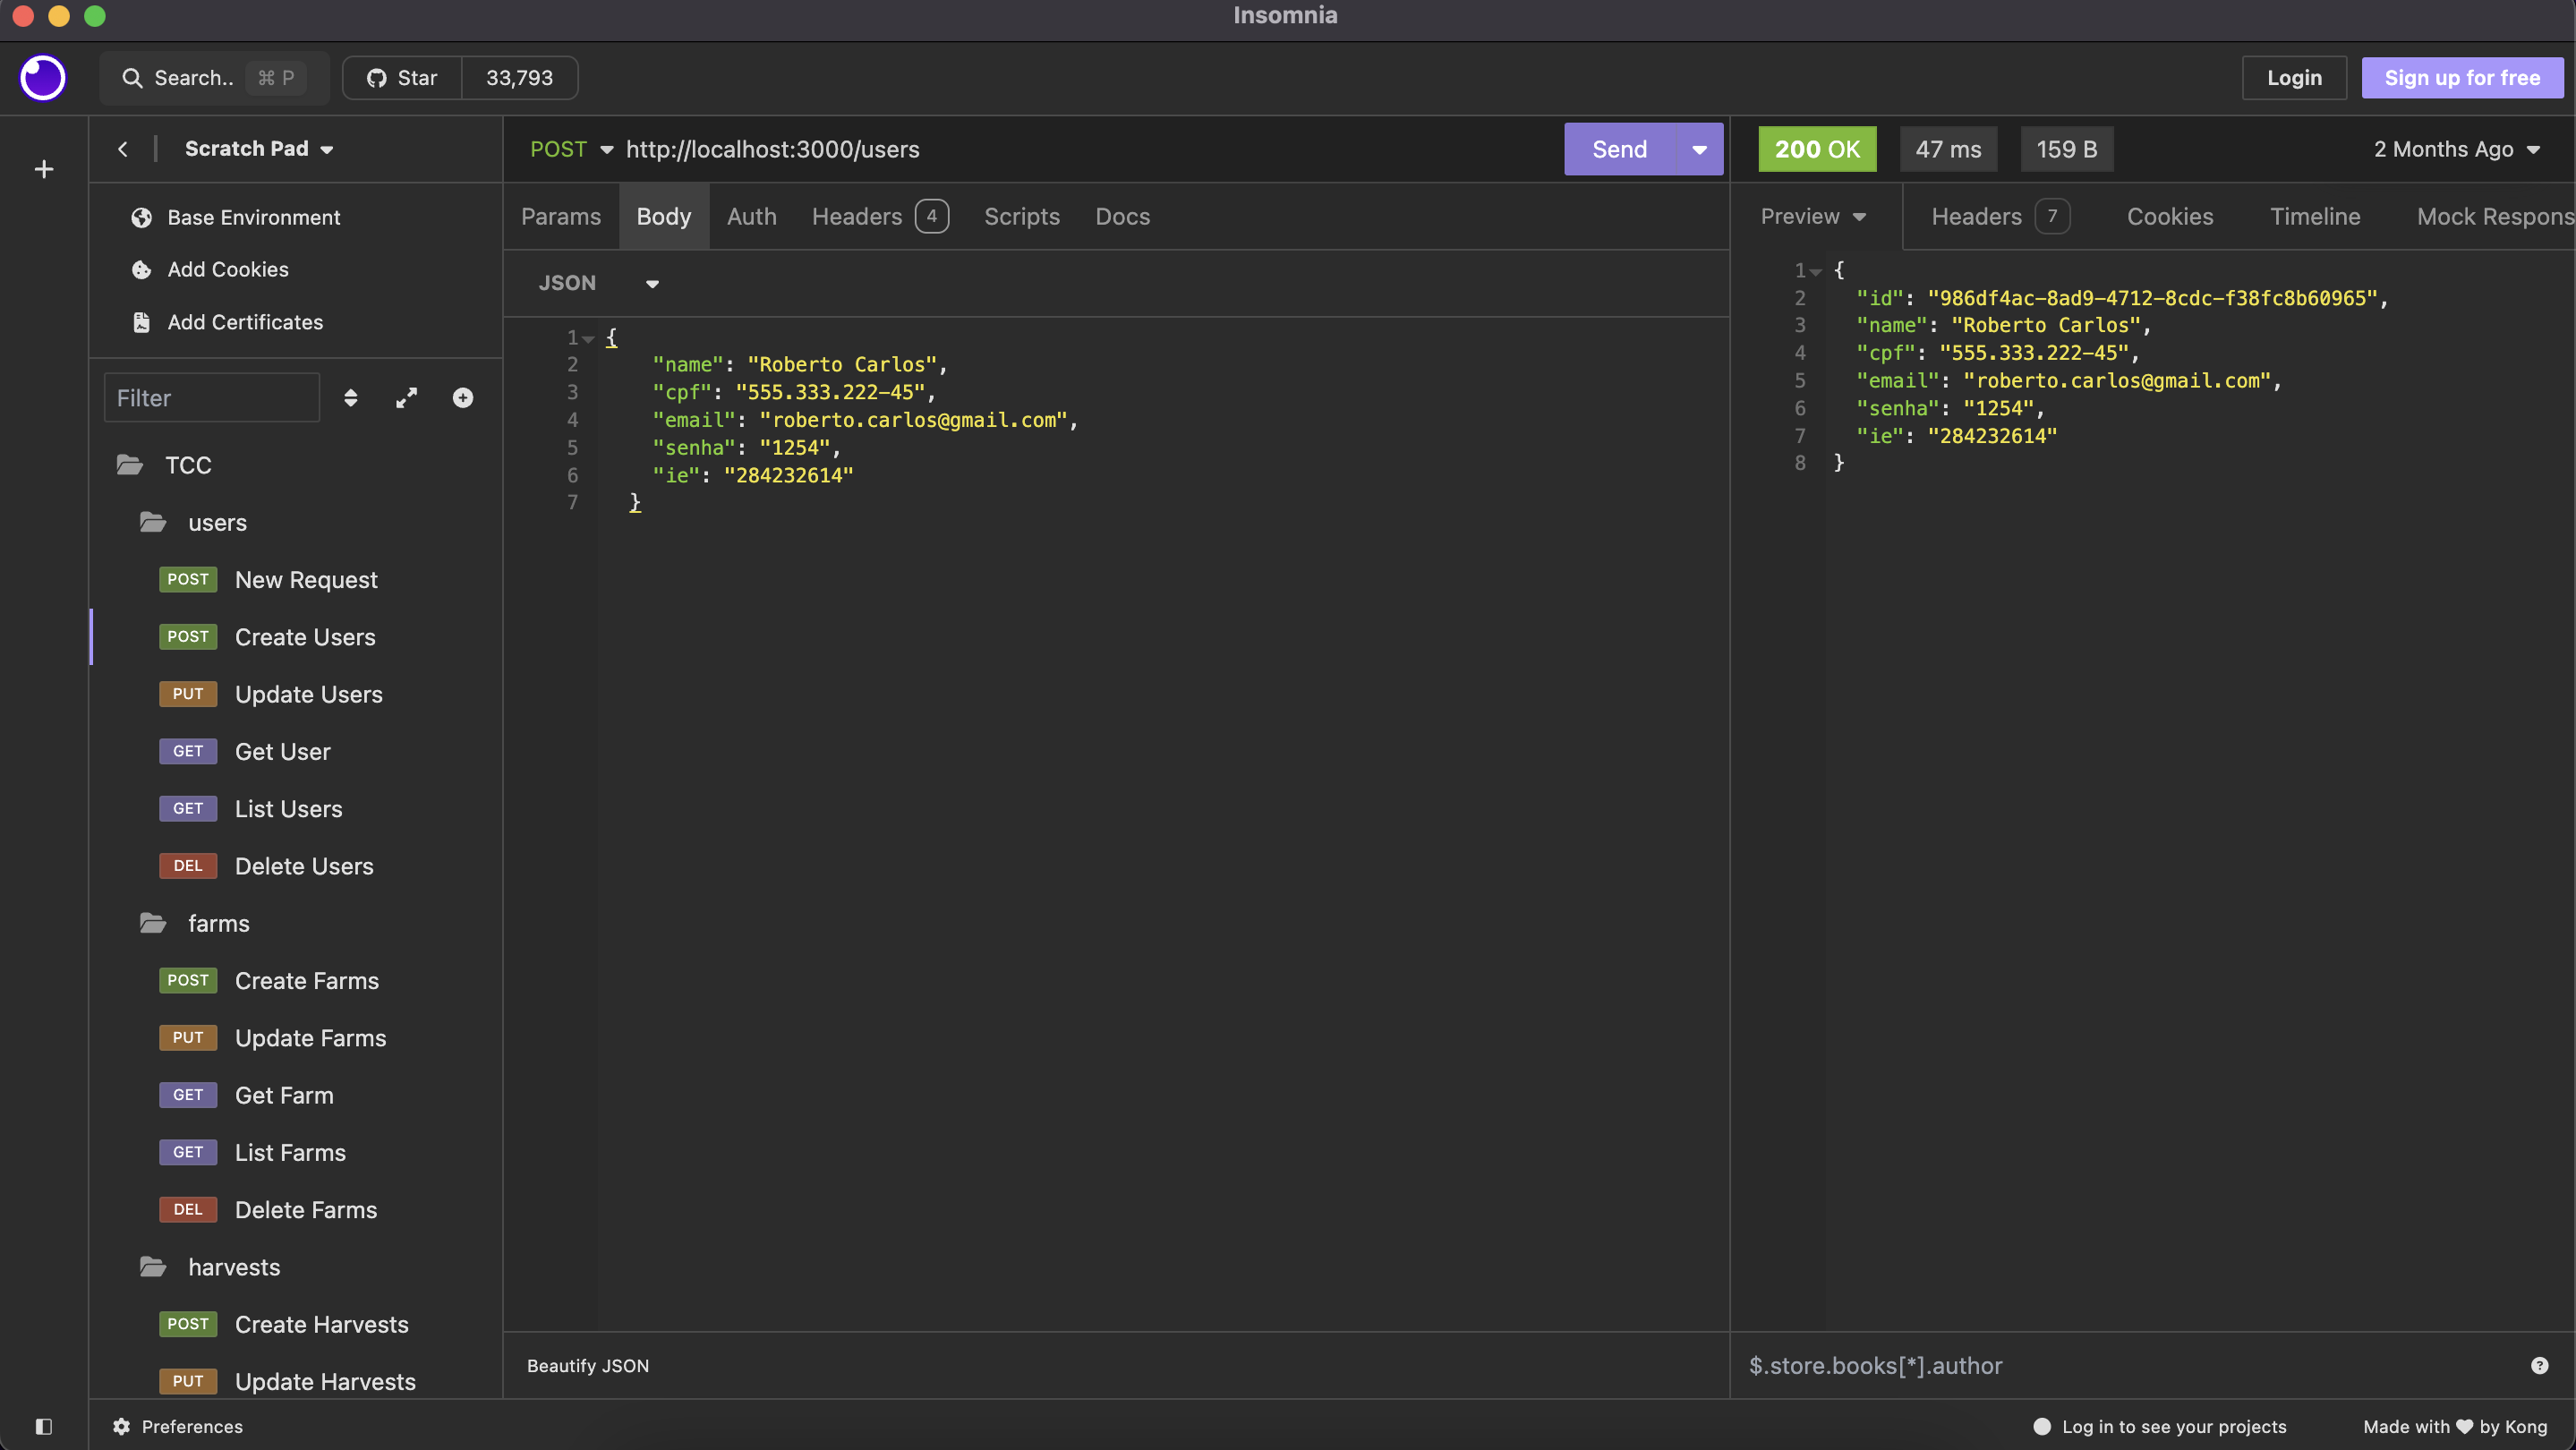 Insomnia
Search.. ⌘ P
Star 33,793
Login
Sign up for free
Scratch Pad
Base Environment
Add Cookies
Add Certificates
Filter
TCC
users
POST New Request
POST Create Users
PUT Update Users
GET Get User
GET List Users
DEL Delete Users
farms
POST Create Farms
PUT Update Farms
GET Get Farm
GET List Farms
DEL Delete Farms
harvests
POST Create Harvests
PUT Update Harvests
POST http://localhost:3000/users
Send
Params Body Auth Headers 4 Scripts Docs
JSON
1 {
2 "name": "Roberto Carlos",
3 "cpf": "555.333.222-45",
4 "email": "roberto.carlos@gmail.com",
5 "senha": "1254",
6 "ie": "284232614"
7 }
Beautify JSON
200 OK 47 ms 159 B 2 Months Ago
Preview Headers 7 Cookies Timeline Mock Respons
1 {
2 "id": "986df4ac-8ad9-4712-8cdc-f38fc8b60965",
3 "name": "Roberto Carlos",
4 "cpf": "555.333.222-45",
5 "email": "roberto.carlos@gmail.com",
6 "senha": "1254",
7 "ie": "284232614"
8 }
$.store.books[*].author
Preferences
Log in to see your projects
Made with ❤ by Kong